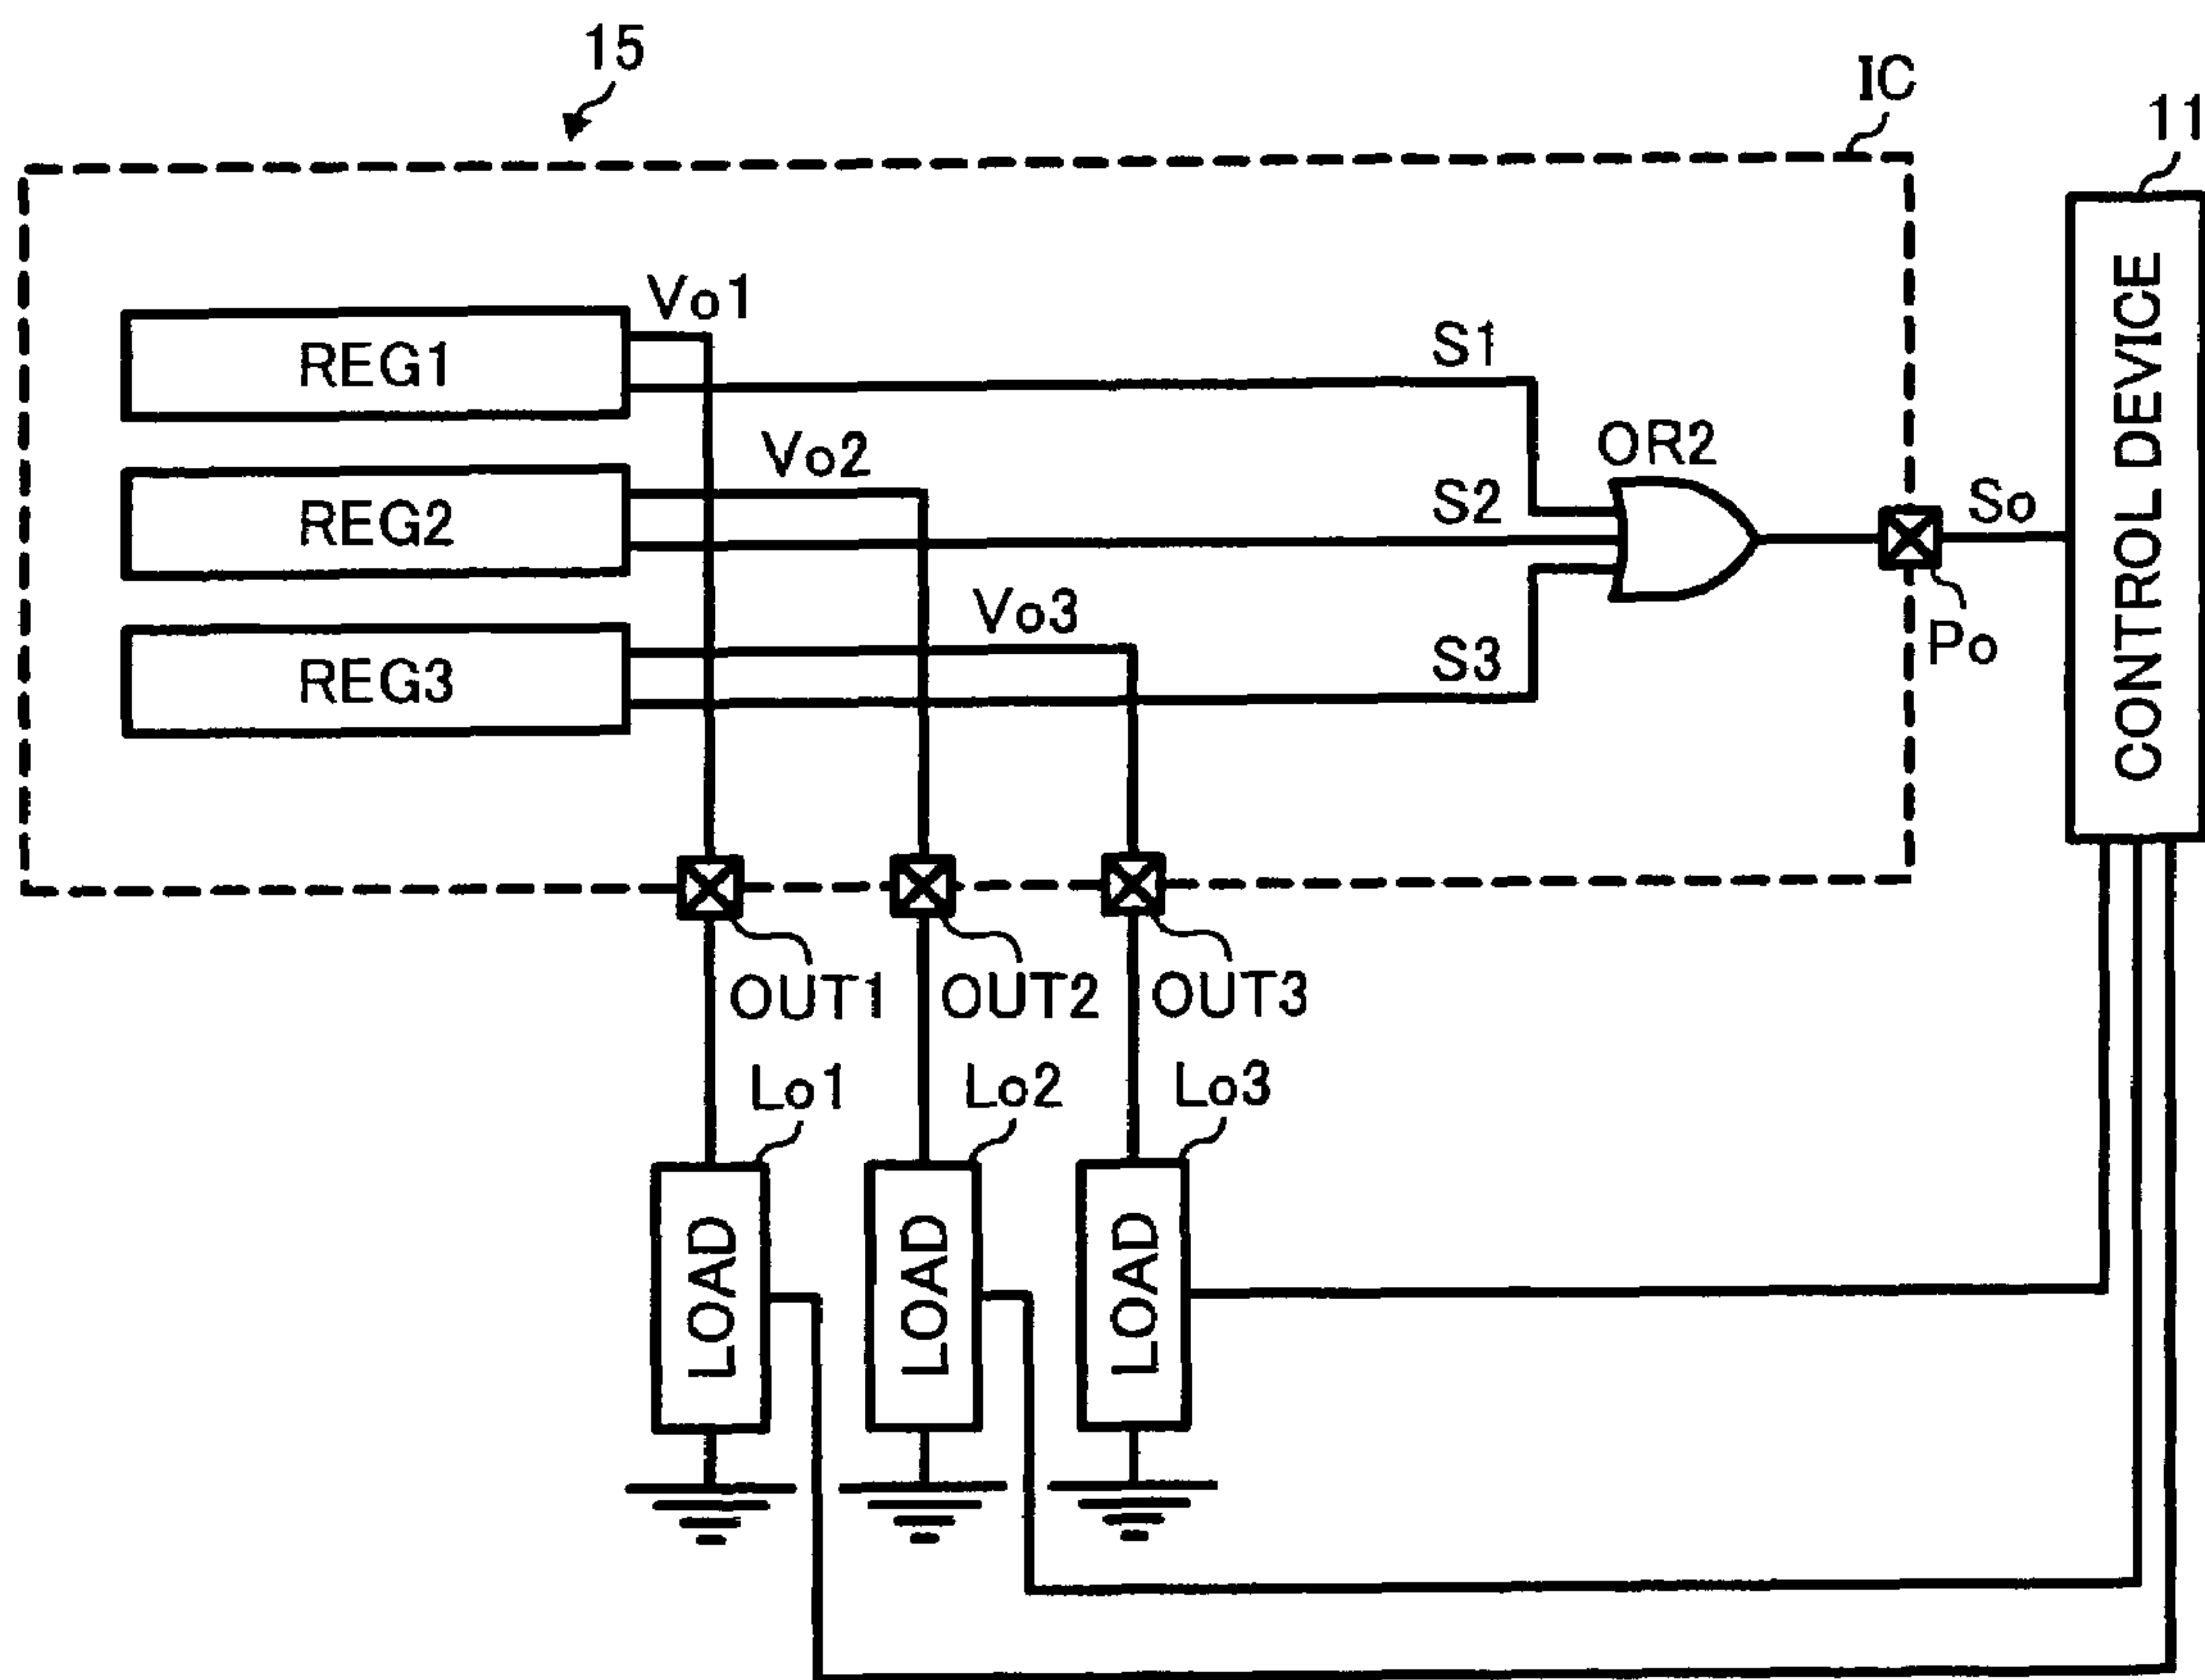 15
IC
11
Vo1
REG1
S1
Vo2
OR2
REG2
S2
So
CONTROL DEVICE
Vo3
REG3
S3
Po
OUT1
OUT2
OUT3
Lo1
Lo2
Lo3
LOAD
LOAD
LOAD